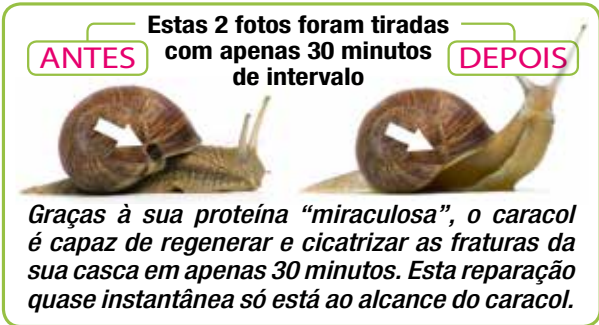 Estas 2 fotos foram tiradas
ANTES com apenas 30 minutos DEPOIS
de intervalo
Graças à sua proteína “miraculosa”, o caracol
é capaz de regenerar e cicatrizar as fraturas da
sua casca em apenas 30 minutos. Esta reparação
quase instantânea só está ao alcance do caracol.